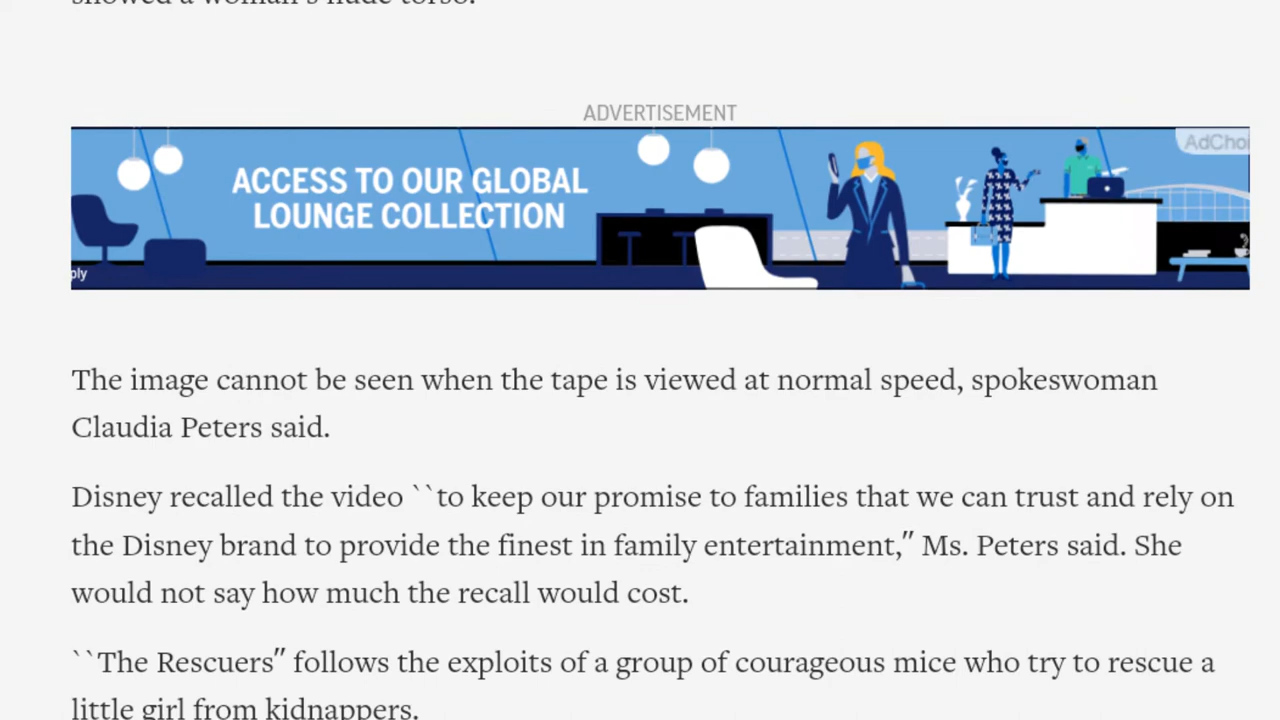 showed a woman's nude torso.
ADVERTISEMENT
AdChoi
ACCESS TO OUR GLOBAL
LOUNGE COLLECTION
ply
The image cannot be seen when the tape is viewed at normal speed, spokeswoman
Claudia Peters said.
Disney recalled the video ``to keep our promise to families that we can trust and rely on
the Disney brand to provide the finest in family entertainment,″ Ms. Peters said. She
would not say how much the recall would cost.
``The Rescuers″ follows the exploits of a group of courageous mice who try to rescue a
little girl from kidnappers.